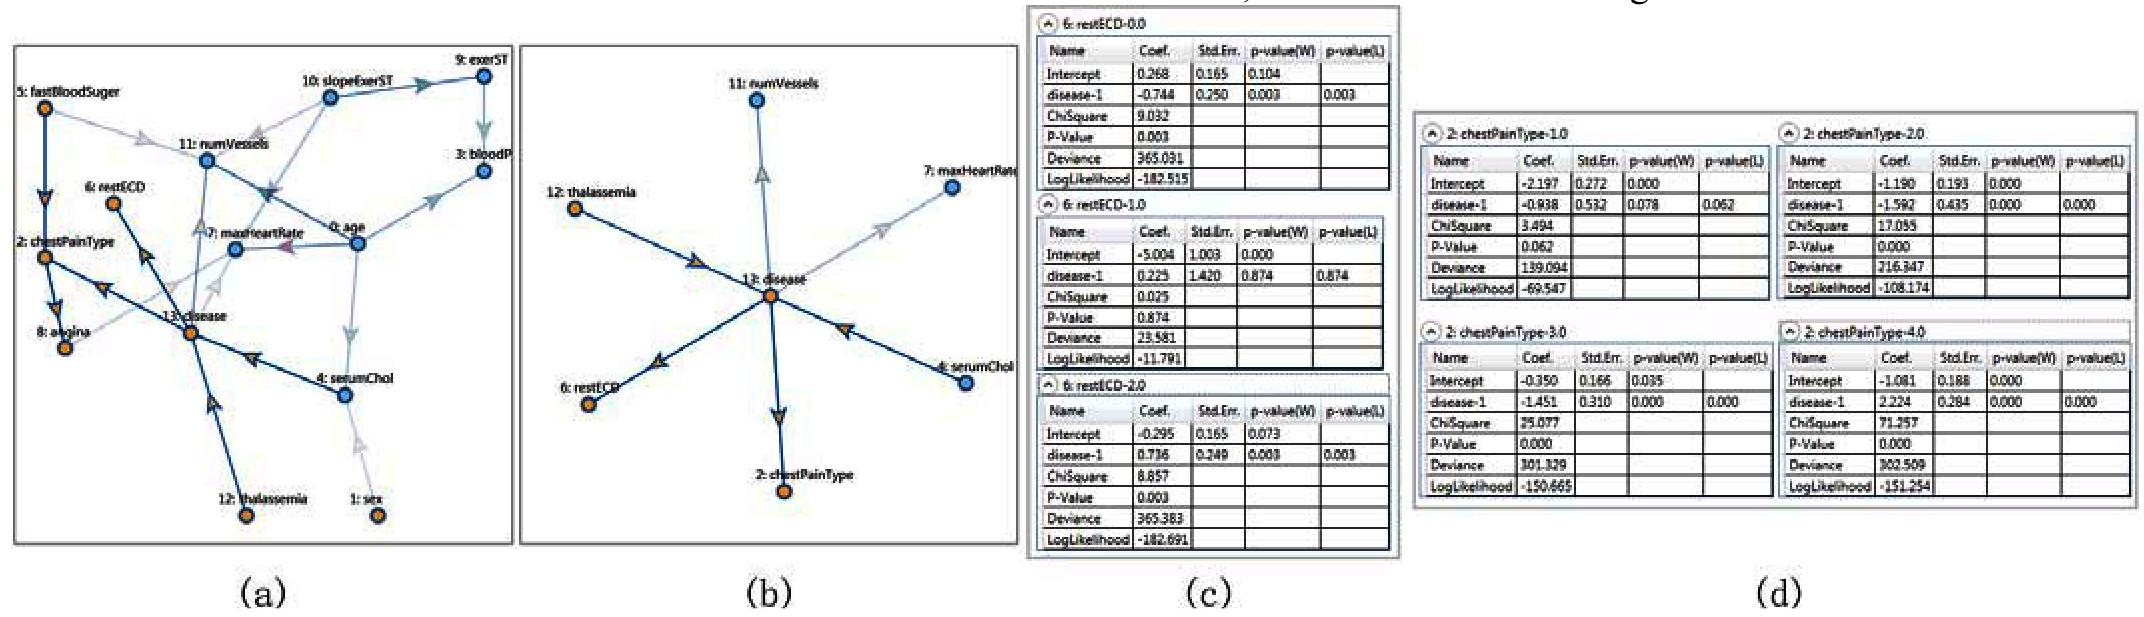 9: exerST
10: slopeExerST
5: fastBloodSuger
11: numVessels
3: bloodP
6: restECD
0: age
2: chestPainType
7: maxHeartRate
13: disease
8: angina
4: serumChol
12: thalassemia
1: sex
(a)
11: numVessels
7: maxHeartRate
12: thalassemia
13: disease
4: serumChol
6: restECD
2: chestPainType
(b)
6: restECD-0.0
Name Coef. Std.Err. p-value(W) p-value(L)
Intercept 0.268 0.165 0.104
disease-1 -0.744 0.250 0.003 0.003
ChiSquare 9.032
P-Value 0.003
Deviance 365.031
LogLikelihood -182.515
6: restECD-1.0
Name Coef. Std.Err. p-value(W) p-value(L)
Intercept -5.004 1.003 0.000
disease-1 0.225 1.420 0.874 0.874
ChiSquare 0.025
P-Value 0.874
Deviance 23.581
LogLikelihood -11.791
6: restECD-2.0
Name Coef. Std.Err. p-value(W) p-value(L)
Intercept -0.295 0.165 0.073
disease-1 0.736 0.249 0.003 0.003
ChiSquare 8.857
P-Value 0.003
Deviance 365.383
LogLikelihood -182.691
(c)
2: chestPainType-1.0
Name Coef. Std.Err. p-value(W) p-value(L)
Intercept -2.197 0.272 0.000
disease-1 -0.938 0.532 0.078 0.062
ChiSquare 3.494
P-Value 0.062
Deviance 139.094
LogLikelihood -69.547
2: chestPainType-2.0
Name Coef. Std.Err. p-value(W) p-value(L)
Intercept -1.190 0.193 0.000
disease-1 -1.592 0.435 0.000 0.000
ChiSquare 17.055
P-Value 0.000
Deviance 216.347
LogLikelihood -108.174
2: chestPainType-3.0
Name Coef. Std.Err. p-value(W) p-value(L)
Intercept -0.350 0.166 0.035
disease-1 -1.451 0.310 0.000 0.000
ChiSquare 25.077
P-Value 0.000
Deviance 301.329
LogLikelihood -150.665
2: chestPainType-4.0
Name Coef. Std.Err. p-value(W) p-value(L)
Intercept -1.081 0.188 0.000
disease-1 2.224 0.284 0.000 0.000
ChiSquare 71.257
P-Value 0.000
Deviance 302.509
LogLikelihood -151.254
(d)